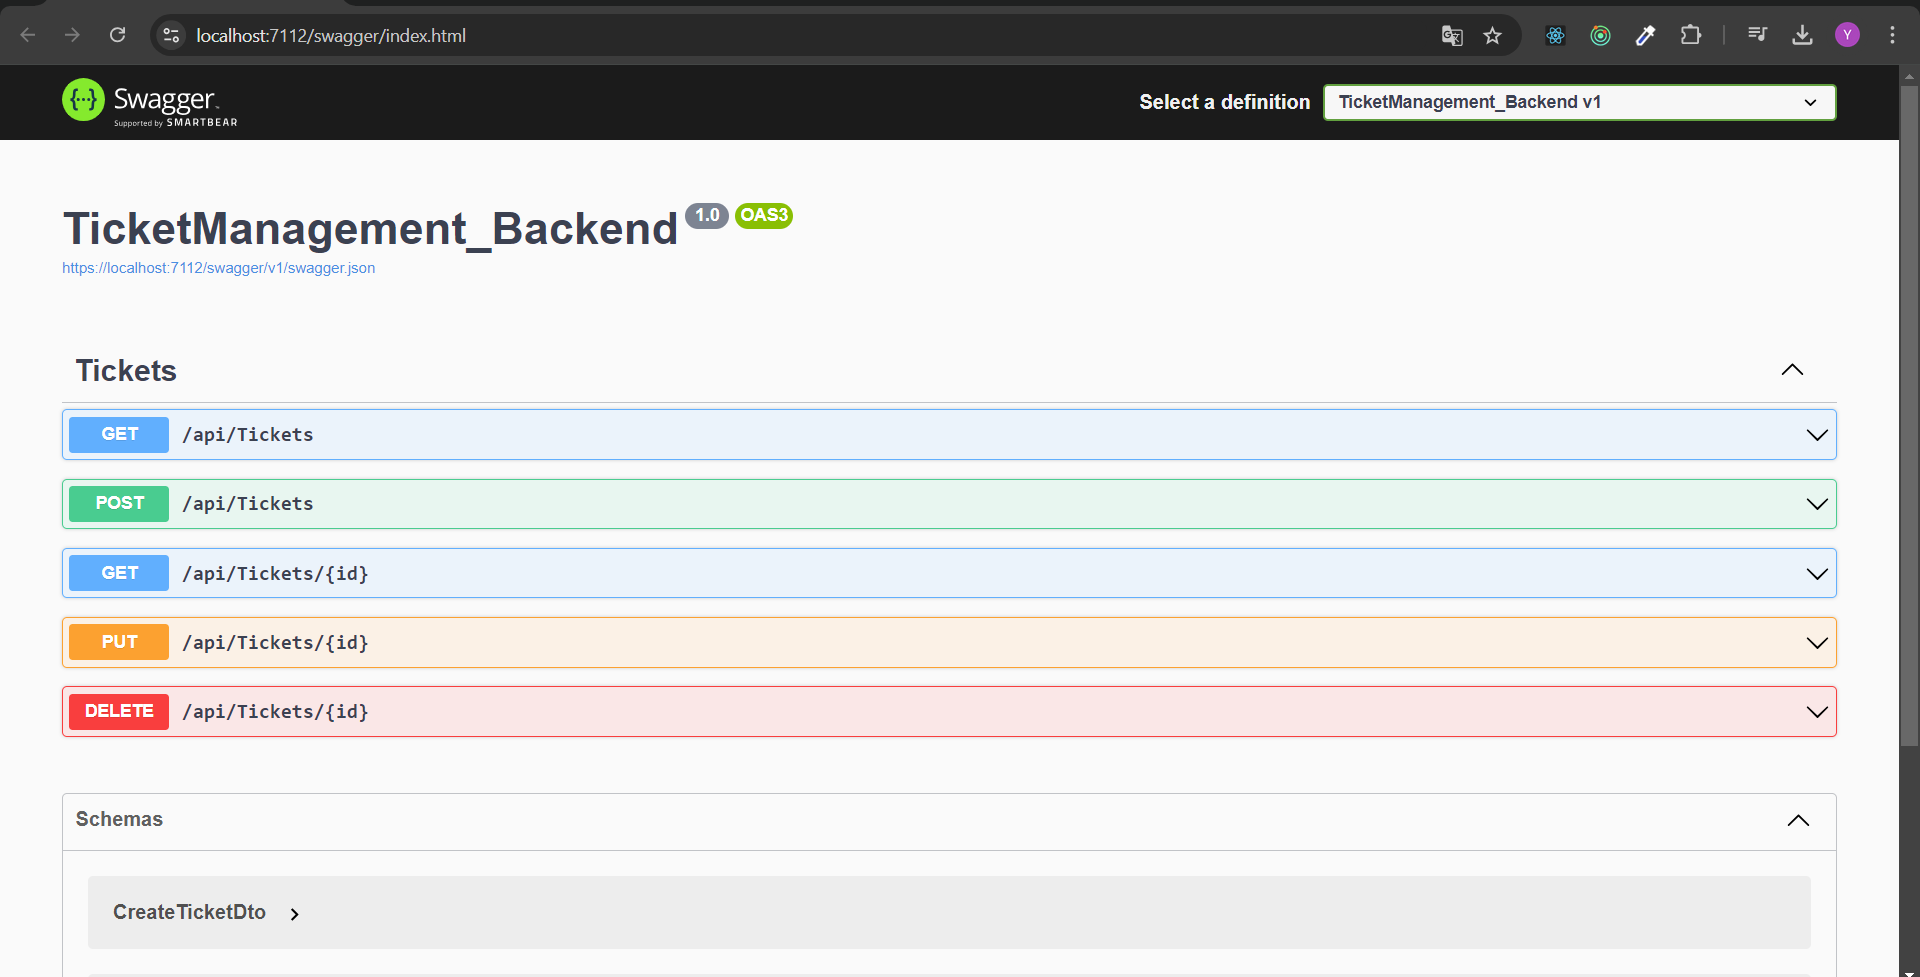 localhost:7112/swagger/index.html
Y
Swagger™
Supported by SMARTBEAR
Select a definition
TicketManagement_Backend v1
TicketManagement_Backend 1.0 OAS3
https://localhost:7112/swagger/v1/swagger.json
Tickets
GET /api/Tickets
POST /api/Tickets
GET /api/Tickets/{id}
PUT /api/Tickets/{id}
DELETE /api/Tickets/{id}
Schemas
CreateTicketDto